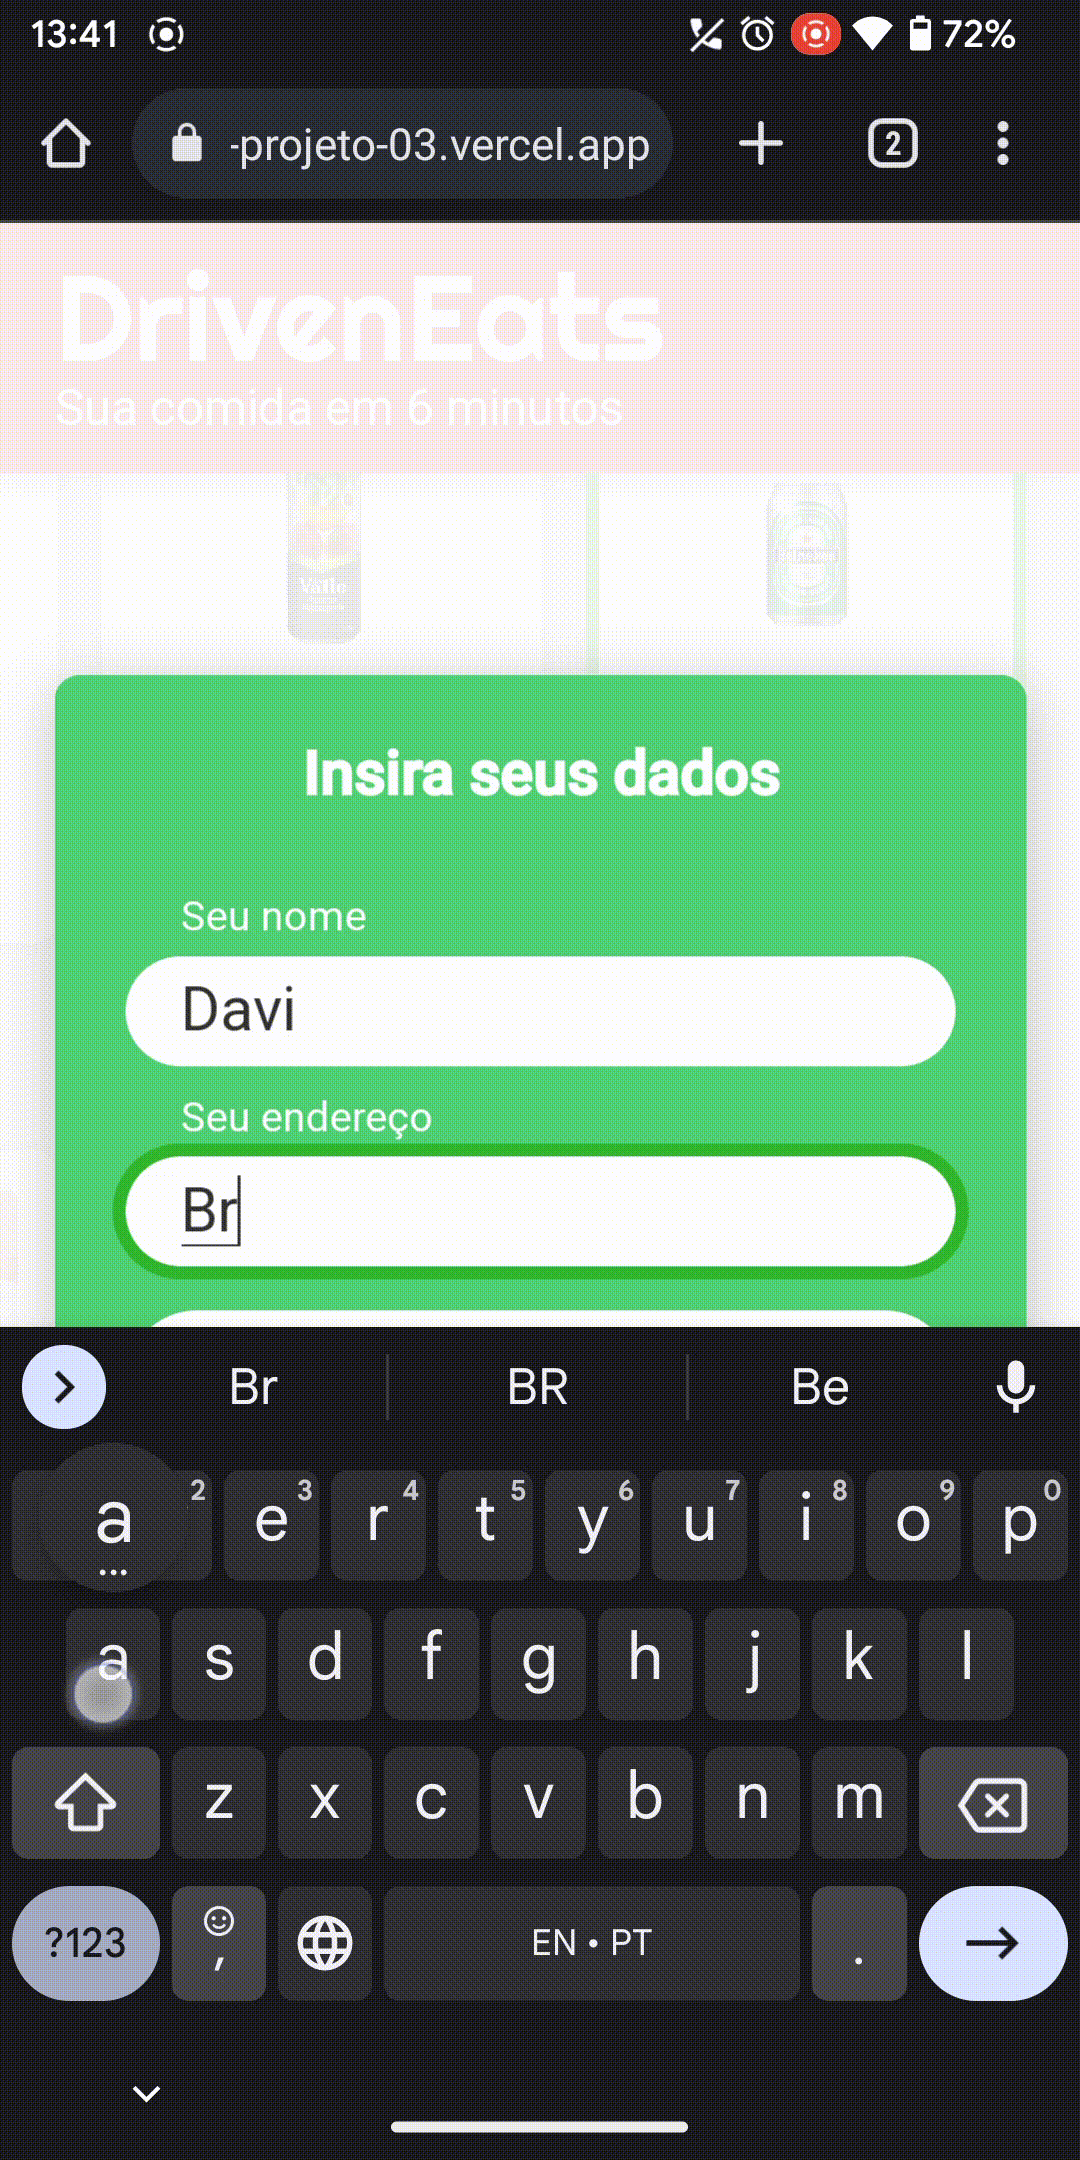 13:41 72%
-projeto-03.vercel.app 2
DrivenEats
Sua comida em 6 minutos
Insira seus dados
Seu nome
Davi
Seu endereço
Br
Br BR Be
a 2 e 3 r 4 t 5 y 6 u 7 i 8 o 9 p 0
a s d f g h j k l
z x c v b n m
?123 , EN • PT .